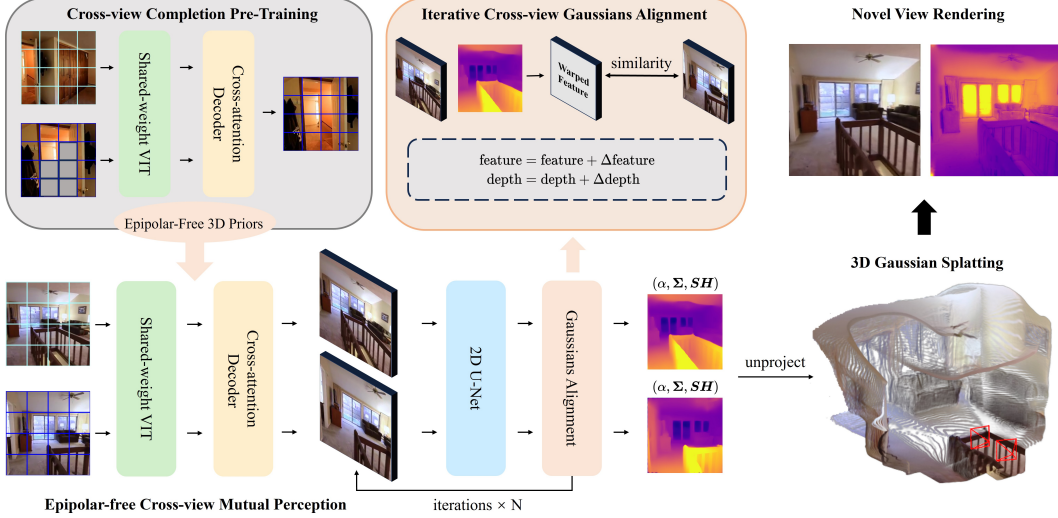 Cross-view Completion Pre-Training
Shared-weight VIT
Cross-attention
Decoder
Epipolar-Free 3D Priors
Iterative Cross-view Gaussians Alignment
Warped
Feature
similarity
feature = feature + Δfeature
depth = depth + Δdepth
Novel View Rendering
3D Gaussian Splatting
Shared-weight VIT
Cross-attention
Decoder
2D U-Net
Gaussians Alignment
(α, Σ, SH)
(α, Σ, SH)
unproject
iterations × N
Epipolar-free Cross-view Mutual Perception